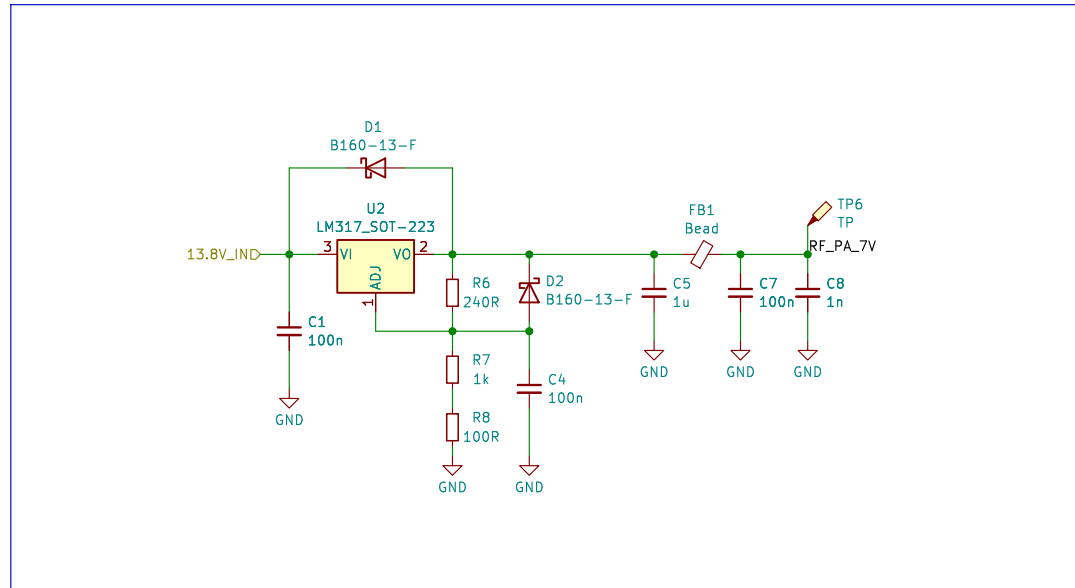 D1
B160-13-F
U2
LM317_SOT-223
13.8V_IN
3
VI
VO
2
ADJ
1
C1
100n
GND
R6
240R
D2
B160-13-F
R7
1k
R8
100R
GND
C4
100n
GND
C5
1u
GND
FB1
Bead
C7
100n
GND
TP6
TP
RF_PA_7V
C8
1n
GND